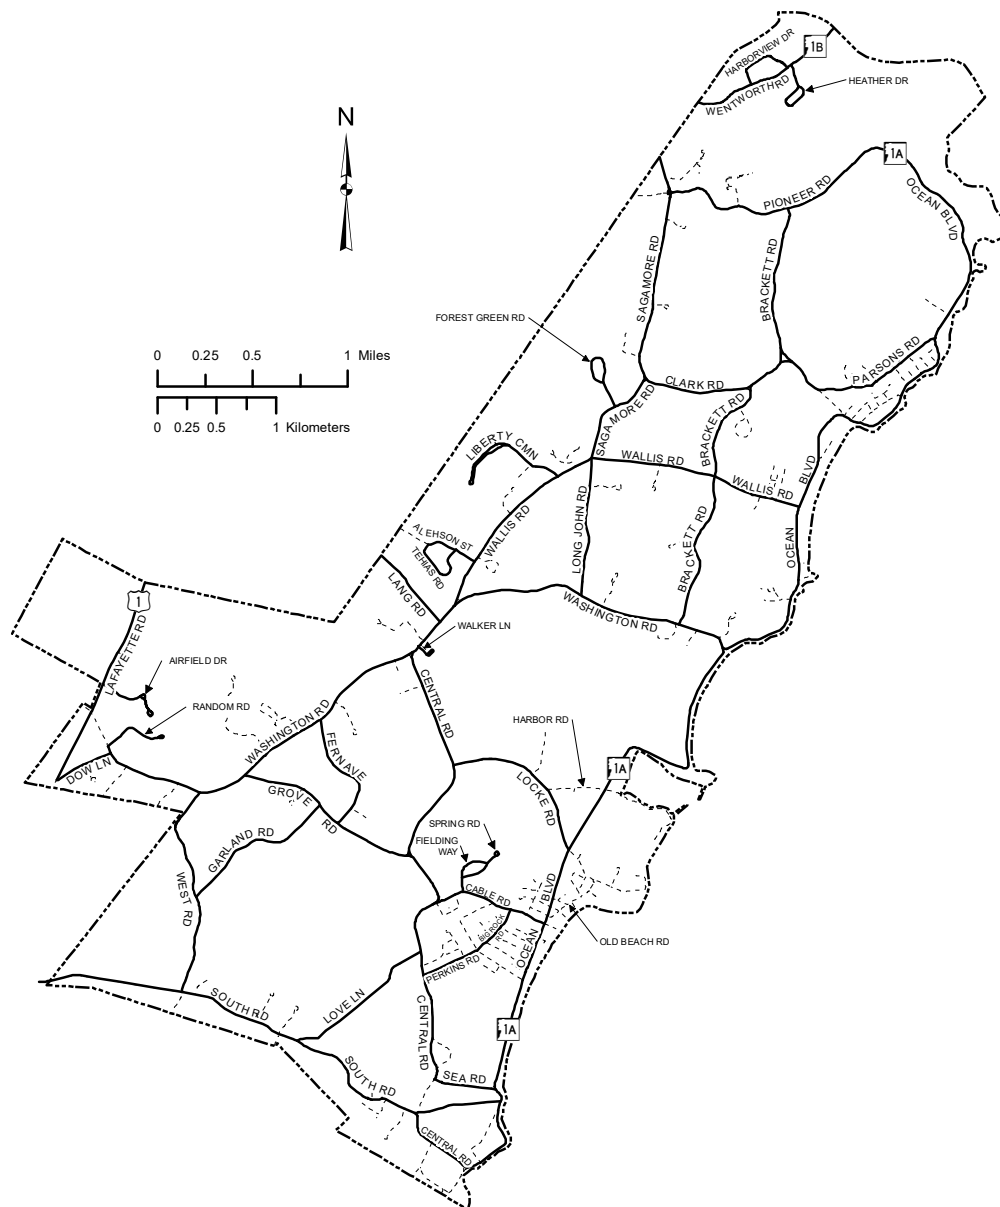 1B
HARBORVIEW DR
HEATHER DR
WENTWORTH RD
N
1A
PIONEER RD
OCEAN BLVD
SAGAMORE RD
BRACKETT RD
FOREST GREEN RD
0 0.25 0.5 1 Miles
PARSONS RD
CLARK RD
SAGAMORE RD
BRACKETT RD
0 0.25 0.5 1 Kilometers
LIBERTY CMN
WALLIS RD
BLVD
WALLIS RD
ALEHSON ST
WALLIS RD
LONG JOHN RD
OCEAN
TEHIAS RD
BRACKETT RD
LANG RD
1
WASHINGTON RD
WALKER LN
LAFAYETTE RD
AIRFIELD DR
CENTRAL RD
RANDOM RD
HARBOR RD
WASHINGTON RD
FERN AVE
DOW LN
1A
LOCKE RD
GROVE
RD
SPRING RD
GARLAND RD
FIELDING
WAY
WEST RD
CABLE RD
BLVD
BIG ROCK
RD
OLD BEACH RD
OCEAN
PERKINS RD
SOUTH RD
LOVE LN
CENTRAL RD
1A
SOUTH RD
SEA RD
CENTRAL RD